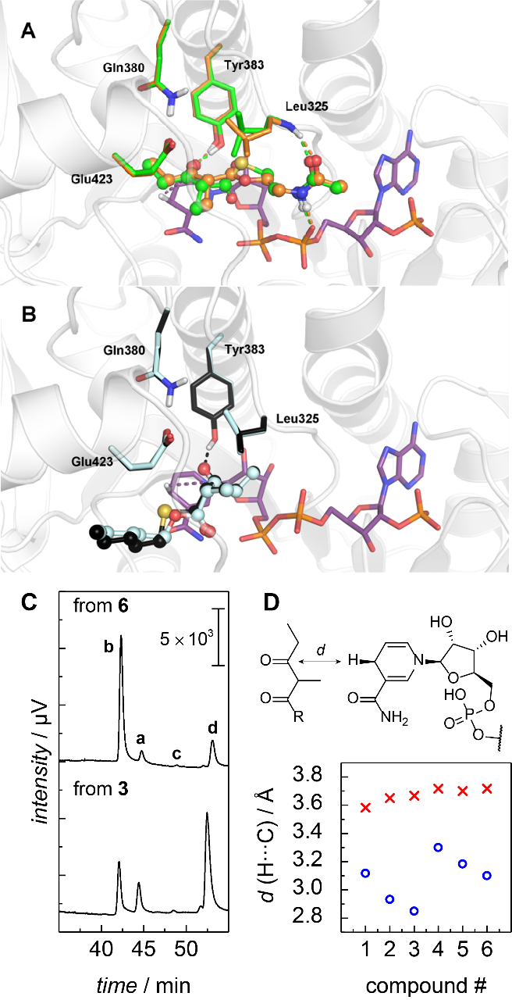 A
Gln380
Tyr383
Leu325
Glu423
B
Gln380
Tyr383
Leu325
Glu423
C
from 6
b
5 × 10³
a
c
d
from 3
intensity / μV
40 45 50
time / min
D
O
O
R
d
H
N
O
NH₂
HO
OH
O
HO
O
P
O
O
3.8
3.6
3.4
3.2
3.0
2.8
d (H···C) / Å
1 2 3 4 5 6
compound #